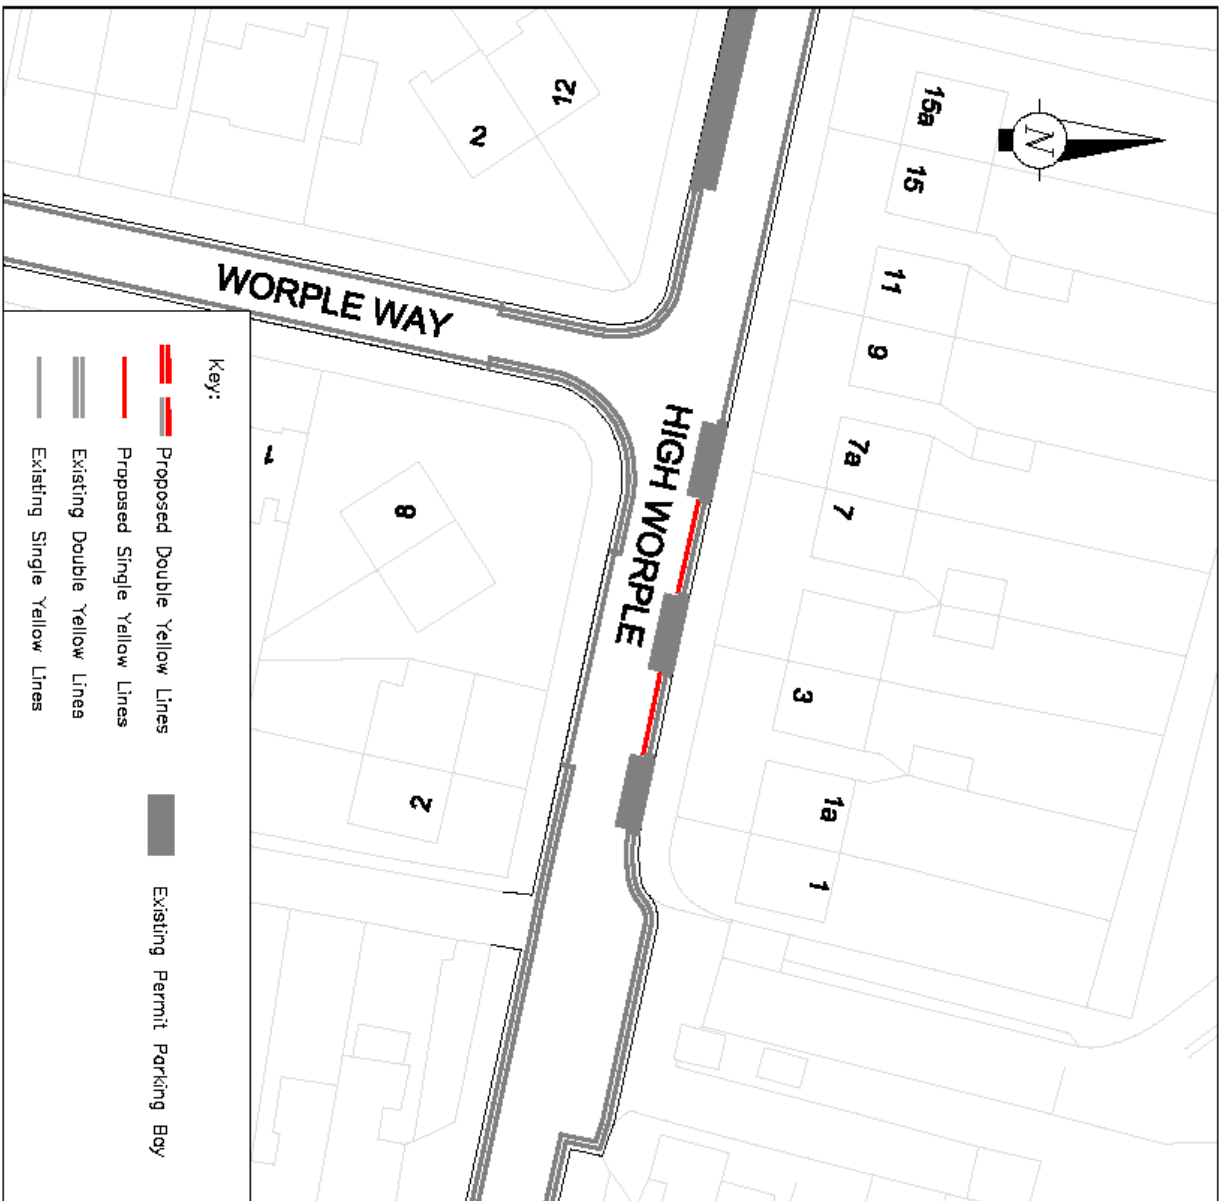 15a
15
N
11
9
7a
7
3
1a
1
12
2
HIGH WORPLE
WORPLE WAY
8
2
1
Key:
Proposed Double Yellow Lines
Existing Permit Parking Bay
Proposed Single Yellow Lines
Existing Double Yellow Lines
Existing Single Yellow Lines